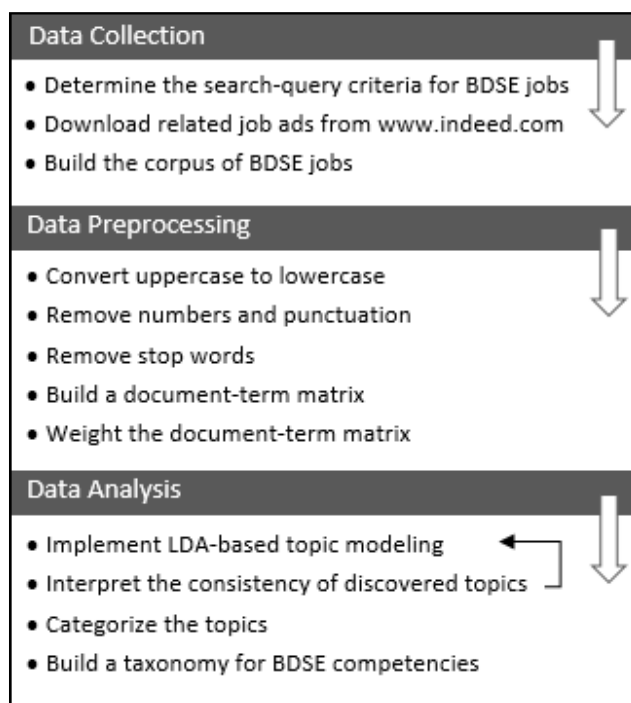 Data Collection
• Determine the search-query criteria for BDSE jobs
• Download related job ads from www.indeed.com
• Build the corpus of BDSE jobs
Data Preprocessing
• Convert uppercase to lowercase
• Remove numbers and punctuation
• Remove stop words
• Build a document-term matrix
• Weight the document-term matrix
Data Analysis
• Implement LDA-based topic modeling
• Interpret the consistency of discovered topics
• Categorize the topics
• Build a taxonomy for BDSE competencies